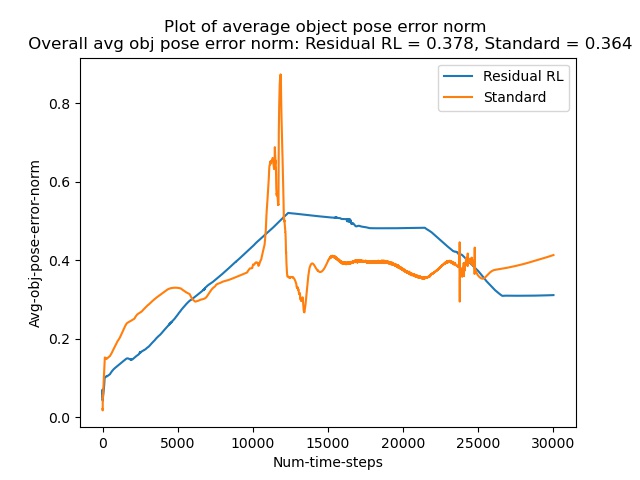 Plot of average object pose error norm
Overall avg obj pose error norm: Residual RL = 0.378, Standard = 0.364
Residual RL
Standard
Avg-obj-pose-error-norm
0.8
0.6
0.4
0.2
0.0
0 5000 10000 15000 20000 25000 30000
Num-time-steps